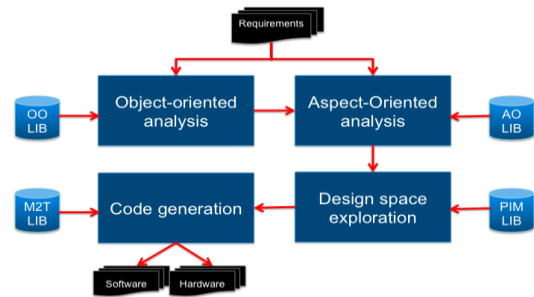 Requirements
Object-oriented
analysis
Aspect-Oriented
analysis
OO
LIB
AO
LIB
M2T
LIB
Code generation
Design space
exploration
PIM
LIB
Software
Hardware